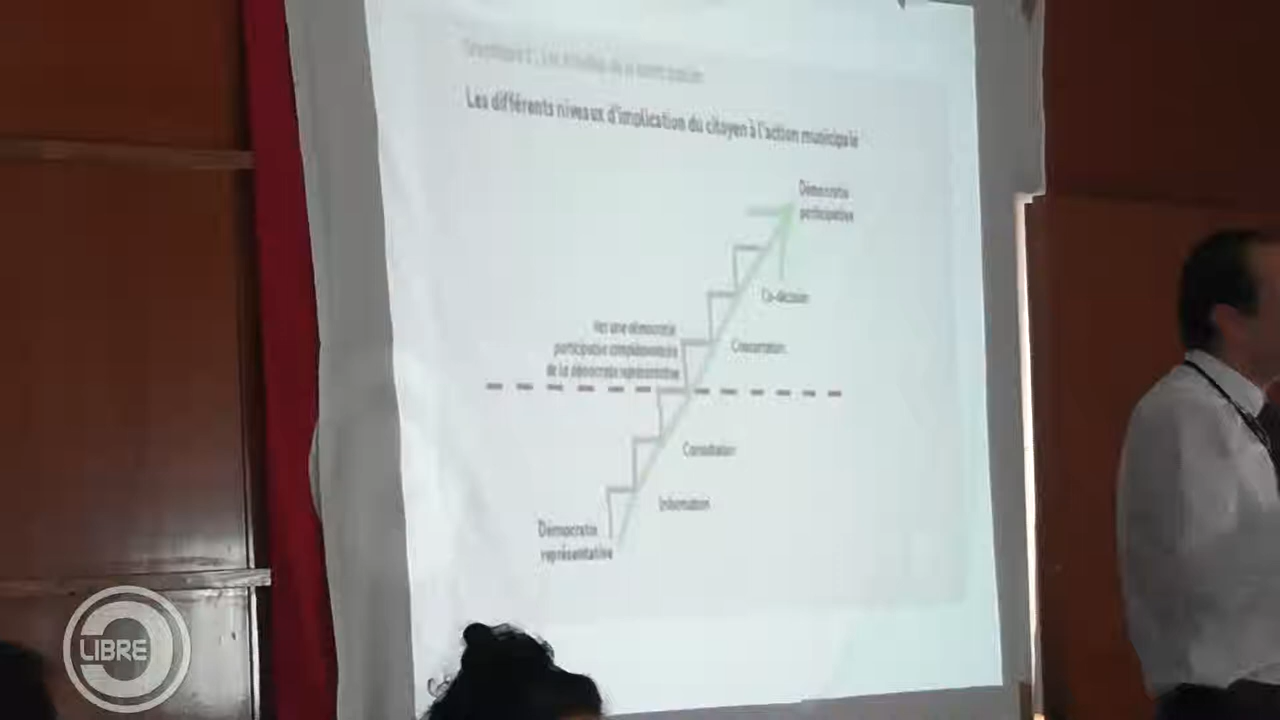 Les différents niveaux d'implication du citoyen à l'action municipale
Démocratie
participative
Co-décision
Concertation
Vers une démocratie
participative complémentaire
de la démocratie représentative
Consultation
Information
Démocratie
représentative
LIBRE